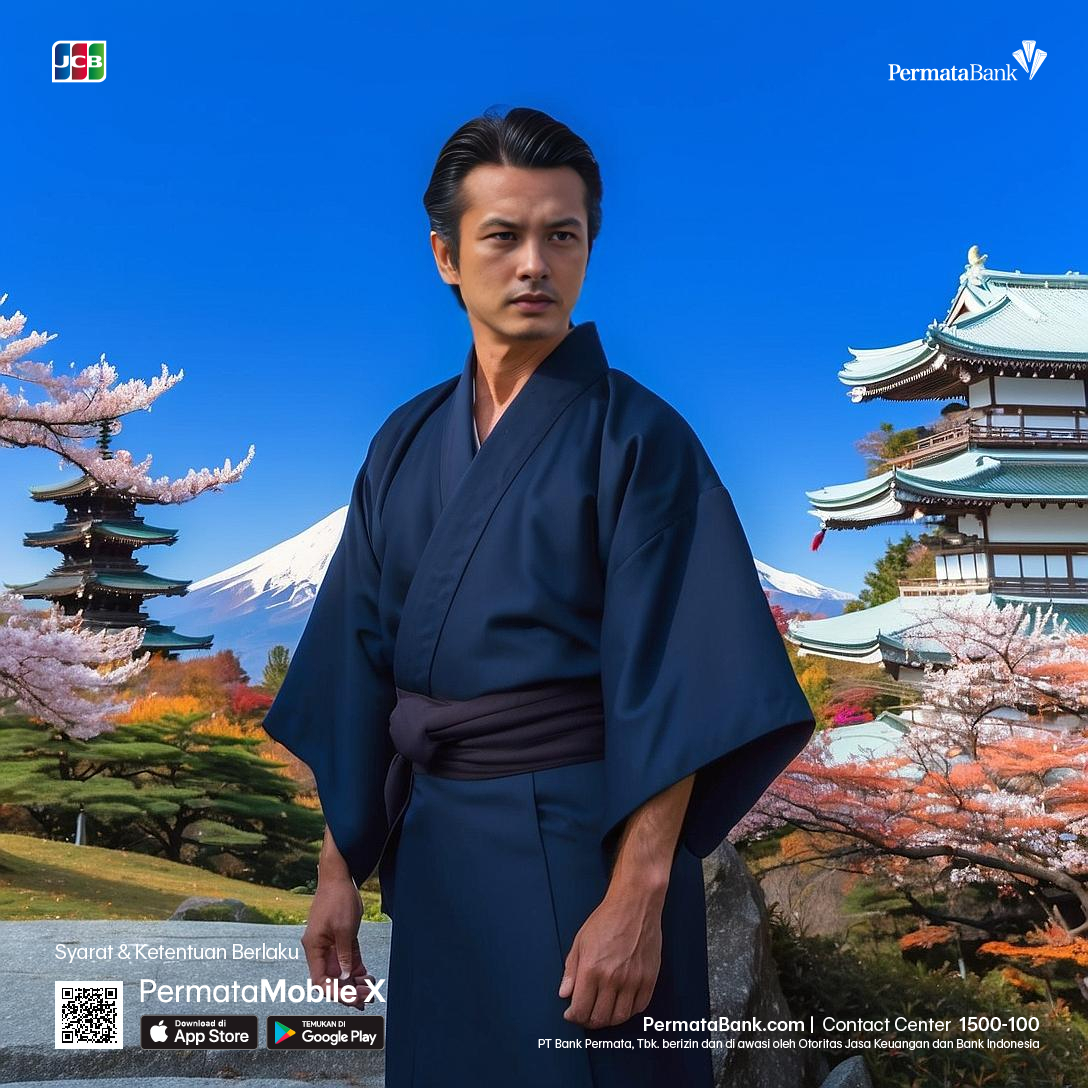 JCB
PermataBank
Syarat & Ketentuan Berlaku
PermataMobile X
Download di
App Store
TEMUKAN DI
Google Play
PermataBank.com | Contact Center 1500-100
PT Bank Permata, Tbk. berizin dan di awasi oleh Otoritas Jasa Keuangan dan Bank Indonesia